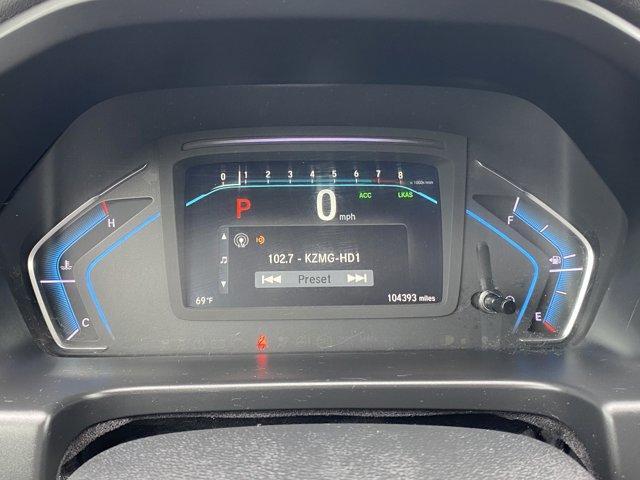 0 1 2 3 4 5 6 7 8
x 1000r/min
ACC LKAS
P 0 mph
H
F
102.7 - KZMG-HD1
Preset
69°F
104393 miles
C
E